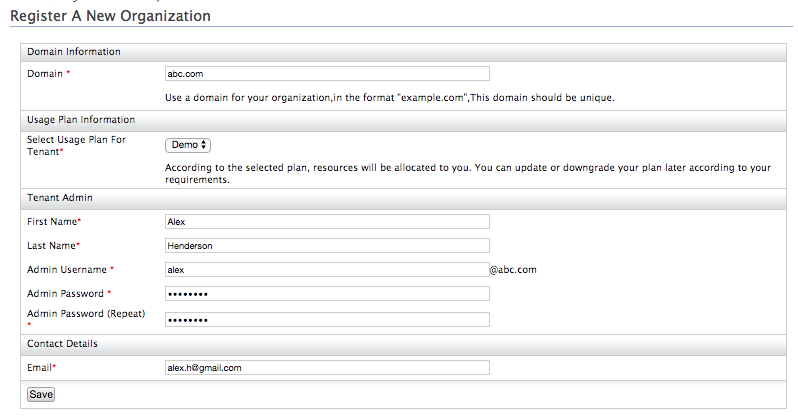 Register A New Organization
Domain Information
Domain *
abc.com
Use a domain for your organization,in the format "example.com",This domain should be unique.
Usage Plan Information
Select Usage Plan For
Tenant*
Demo
According to the selected plan, resources will be allocated to you. You can update or downgrade your plan later according to your
requirements.
Tenant Admin
First Name*
Alex
Last Name*
Henderson
Admin Username *
alex
@abc.com
Admin Password *
••••••••
Admin Password (Repeat)
*
••••••••
Contact Details
Email*
alex.h@gmail.com
Save